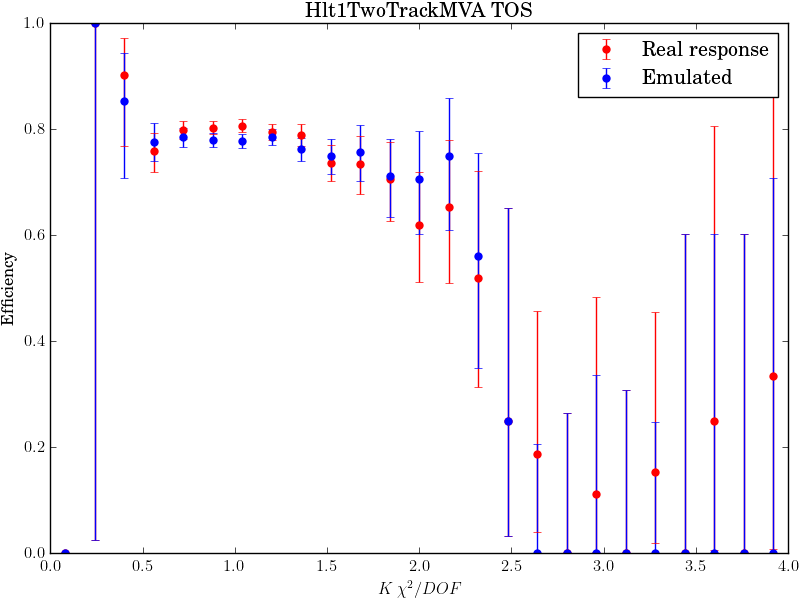 Hlt1TwoTrackMVA TOS
Real response
Emulated
Efficiency
1.0
0.8
0.6
0.4
0.2
0.0
0.0 0.5 1.0 1.5 2.0 2.5 3.0 3.5 4.0
K χ²/DOF